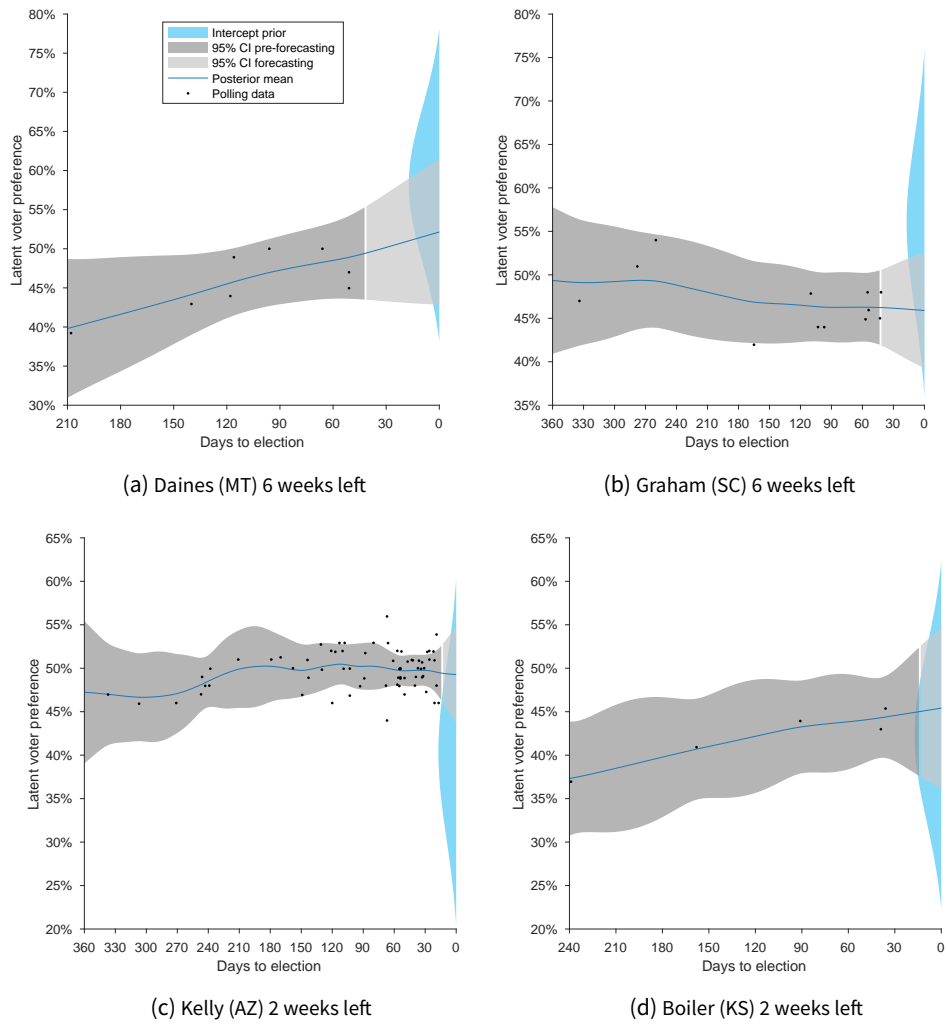 80%
75%
70%
65%
60%
55%
50%
45%
40%
35%
30%
Latent voter preference
Intercept prior
95% CI pre-forecasting
95% CI forecasting
Posterior mean
Polling data
210 180 150 120 90 60 30 0
Days to election
(a) Daines (MT) 6 weeks left
80%
75%
70%
65%
60%
55%
50%
45%
40%
35%
Latent voter preference
360 330 300 270 240 210 180 150 120 90 60 30 0
Days to election
(b) Graham (SC) 6 weeks left
65%
60%
55%
50%
45%
40%
35%
30%
25%
20%
Latent voter preference
360 330 300 270 240 210 180 150 120 90 60 30 0
Days to election
(c) Kelly (AZ) 2 weeks left
65%
60%
55%
50%
45%
40%
35%
30%
25%
20%
Latent voter preference
240 210 180 150 120 90 60 30 0
Days to election
(d) Boiler (KS) 2 weeks left